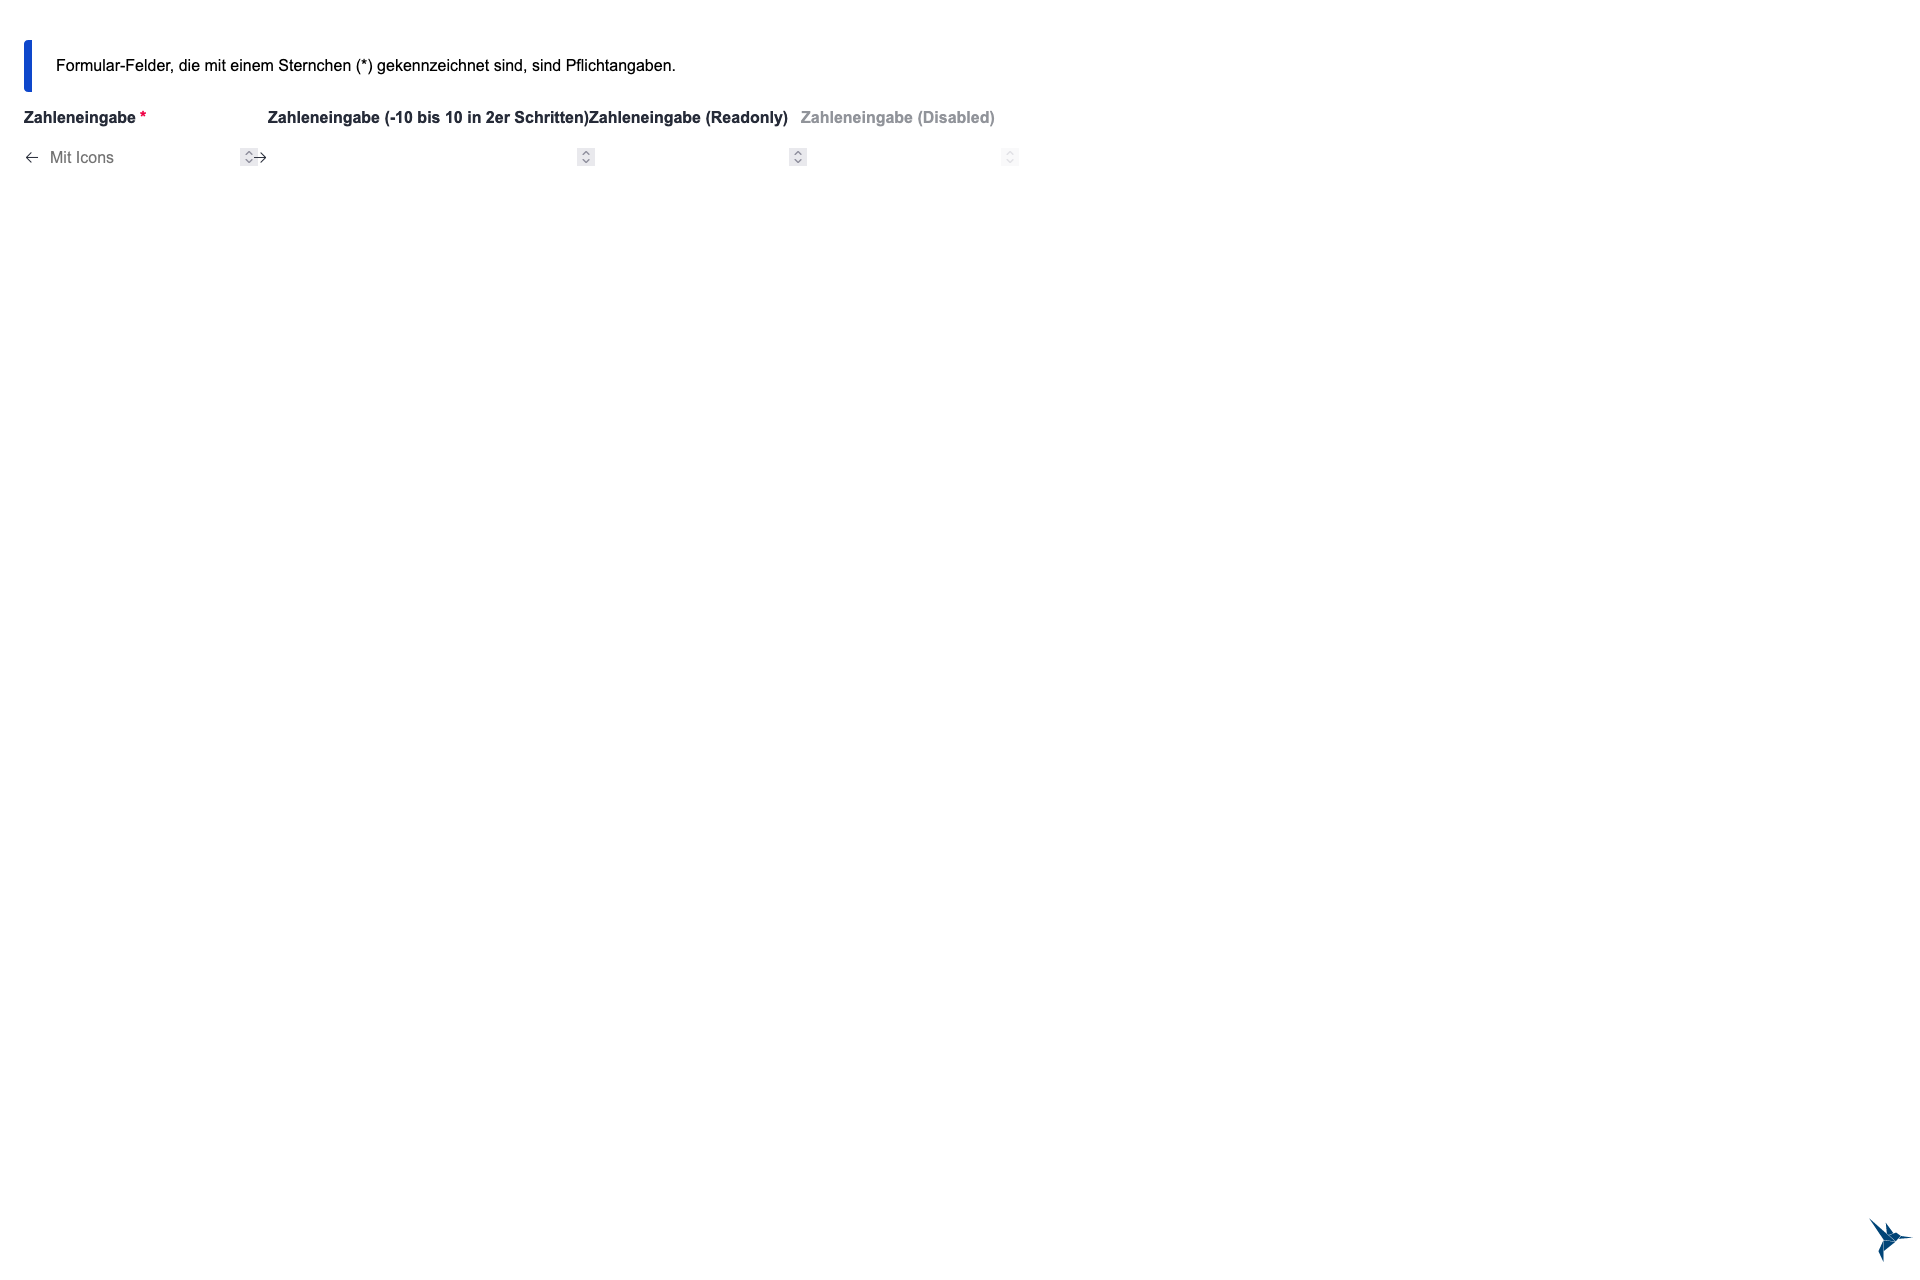 Formular-Felder, die mit einem Sternchen (*) gekennzeichnet sind, sind Pflichtangaben.
Zahleneingabe * Zahleneingabe (-10 bis 10 in 2er Schritten) Zahleneingabe (Readonly) Zahleneingabe (Disabled)
Mit Icons